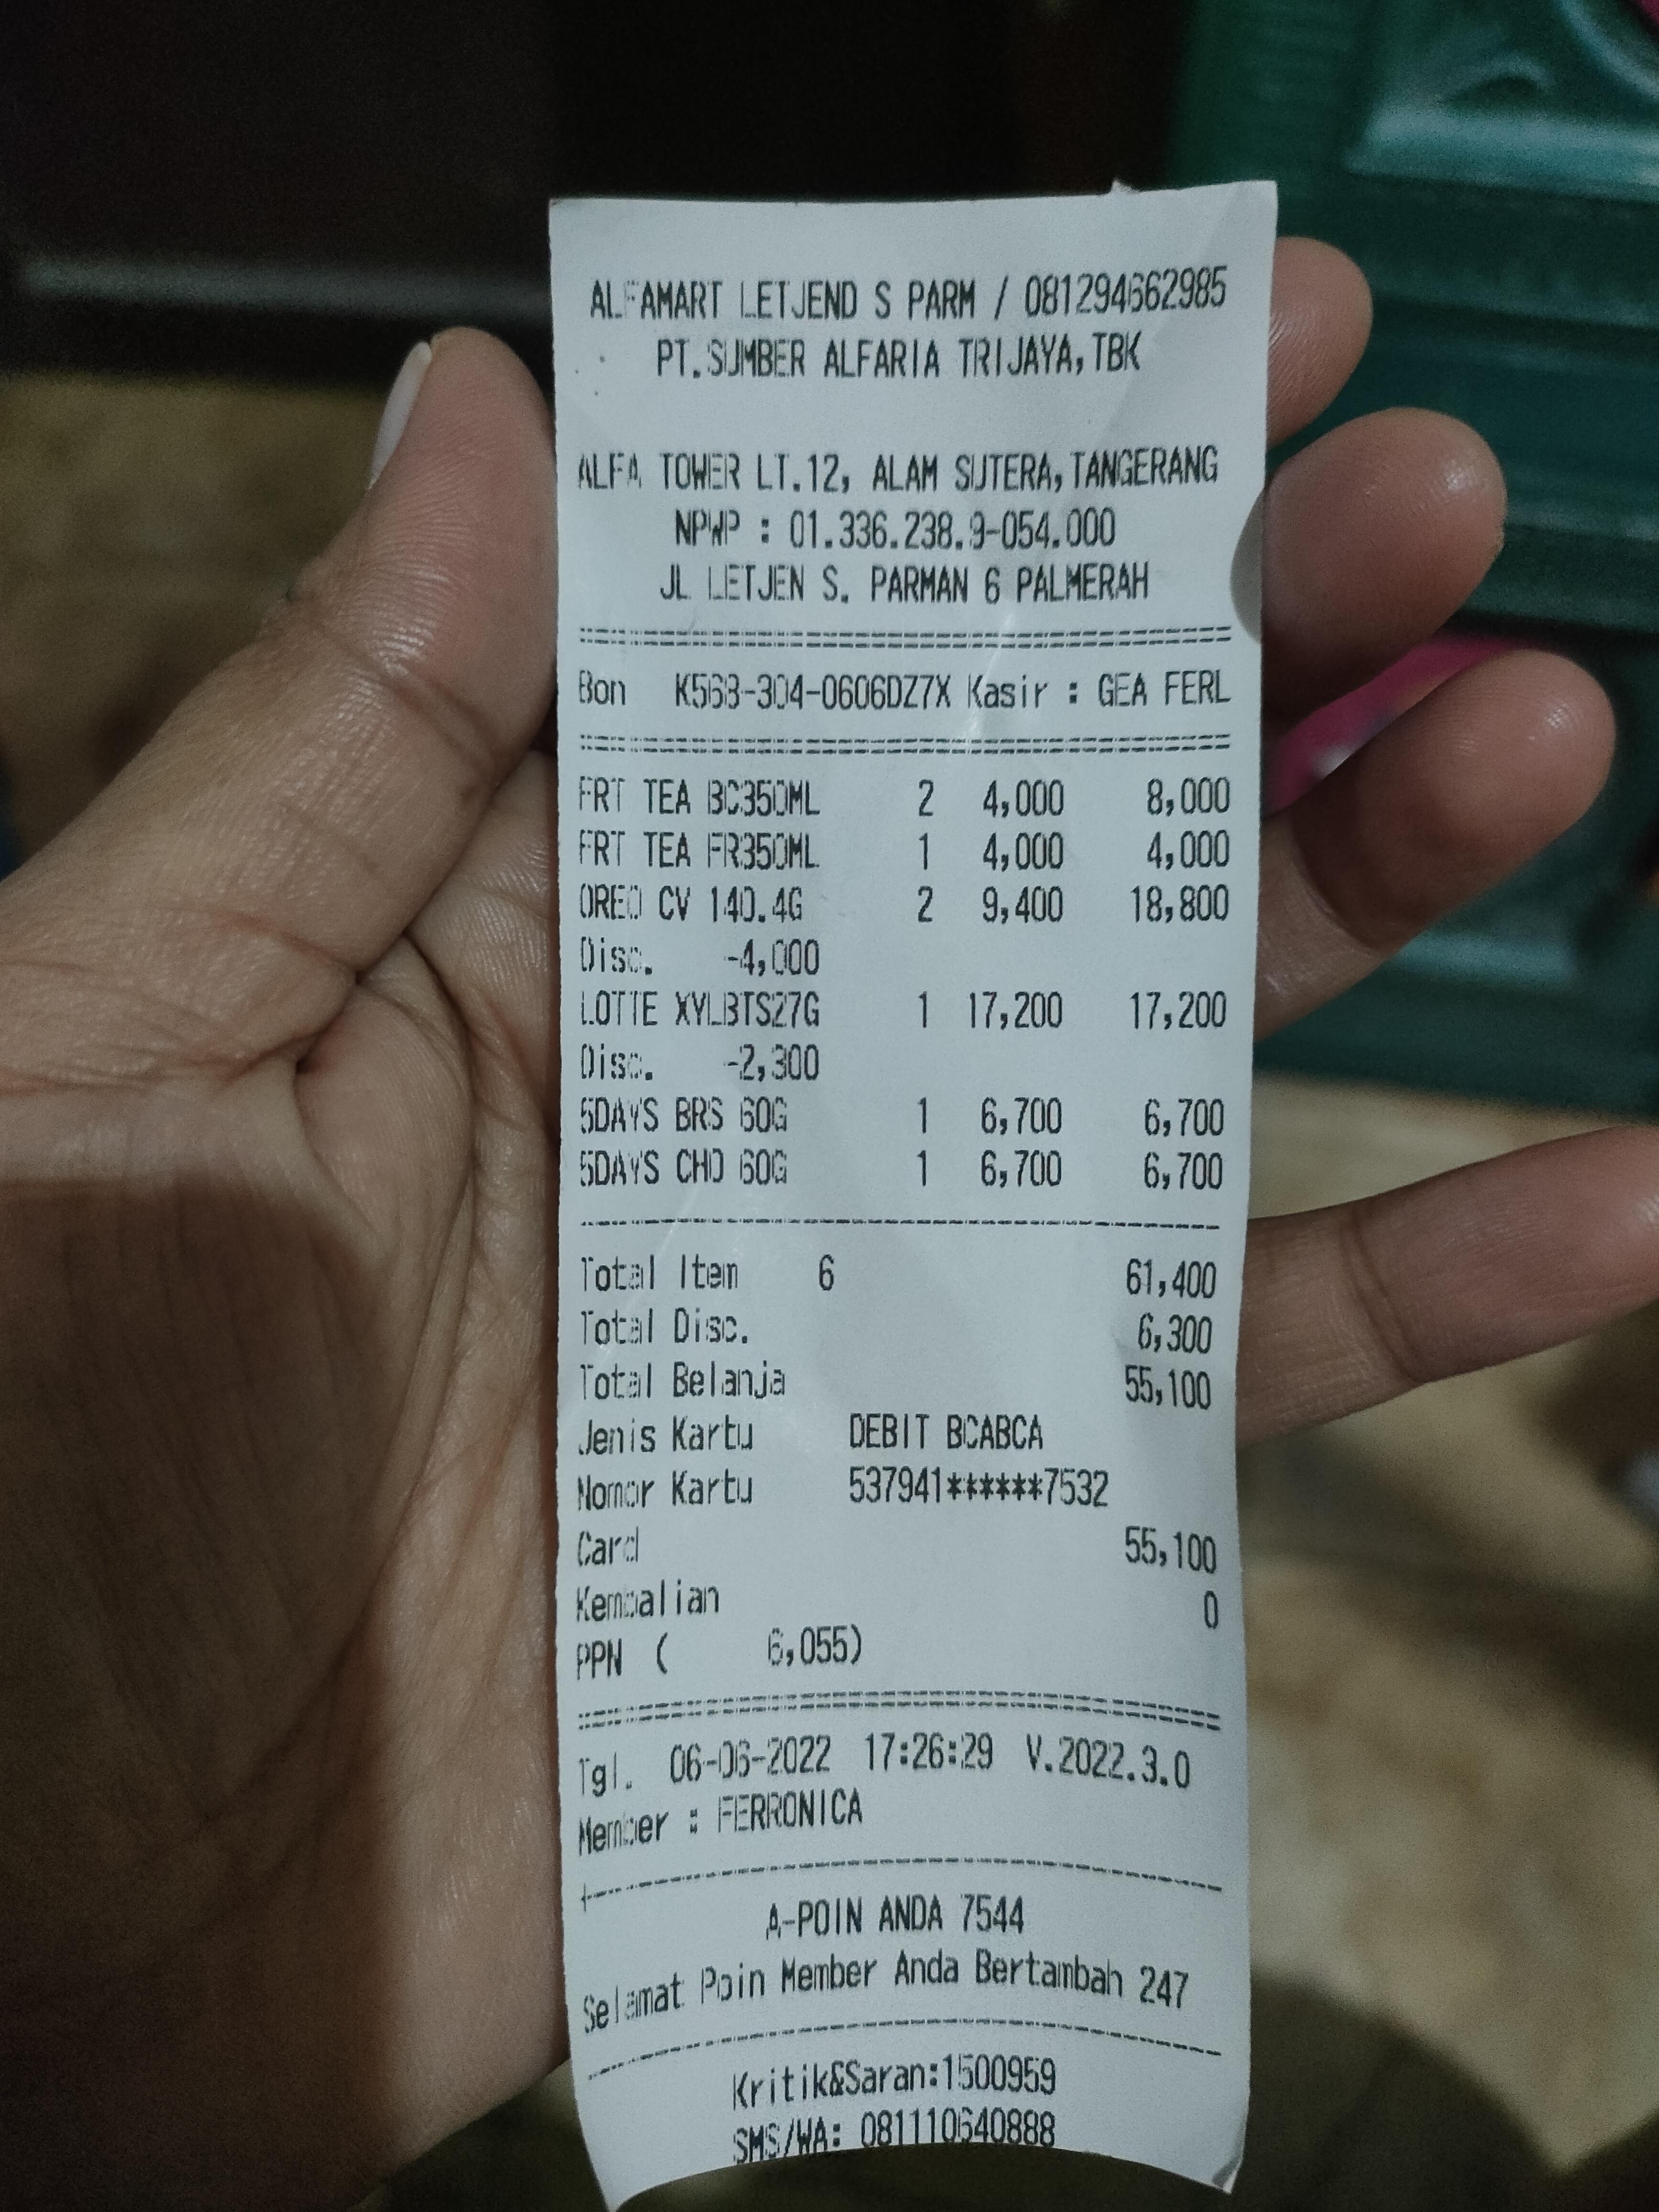 ALFAMART LETJEND S PARM / 081294662985
PT.SUMBER ALFARIA TRIJAYA,TBK
ALFA TOWER LT.12, ALAM SUTERA,TANGERANG
NPWP : 01.336.238.9-054.000
JL LETJEN S. PARMAN 6 PALMERAH
Bon K568-304-0606DZ7X Kasir : GEA FERL
FRT TEA BC350ML 2 4,000 8,000
FRT TEA FR350ML 1 4,000 4,000
OREO CV 140.4G 2 9,400 18,800
Disc. -4,000
LOTTE XYLBTS27G 1 17,200 17,200
Disc. -2,300
5DAYS BRS 60G 1 6,700 6,700
5DAYS CHO 60G 1 6,700 6,700
Total Item 6 61,400
Total Disc. 6,300
Total Belanja 55,100
Jenis Kartu DEBIT BCABCA
Nomor Kartu 537941******7532
Card 55,100
Kembalian 0
PPN ( 6,055)
Tgl. 06-06-2022 17:26:29 V.2022.3.0
Member : FERRONICA
A-POIN ANDA 7544
Selamat Poin Member Anda Bertambah 247
Kritik&Saran:1500959
SMS/WA: 081110640888